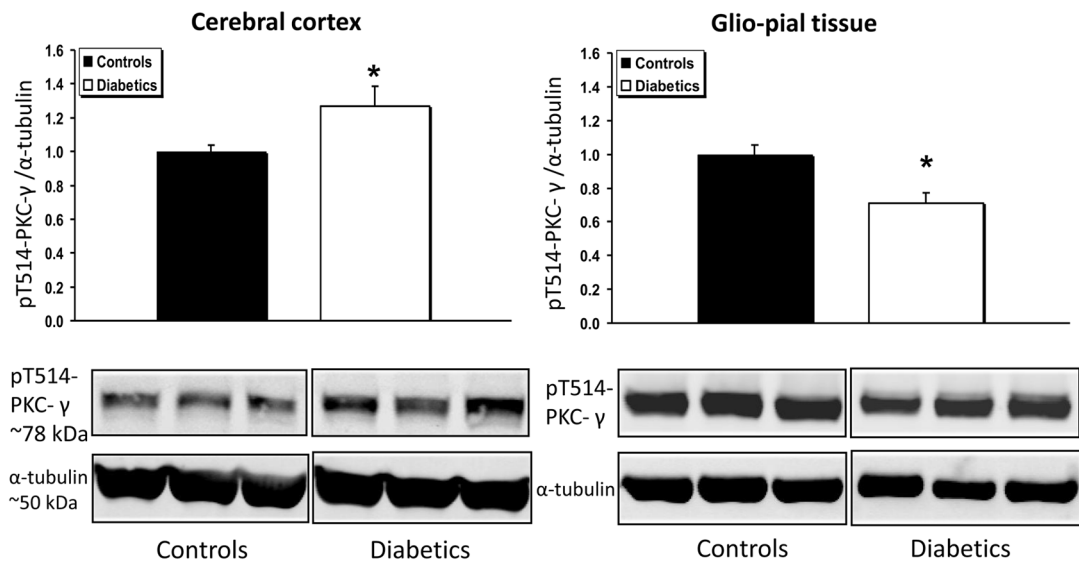 Cerebral cortex
pT514-PKC-γ /α-tubulin
1.6
1.4
1.2
1.0
0.8
0.6
0.4
0.2
0.0
Controls
Diabetics
*
Glio-pial tissue
pT514-PKC- γ /α-tubulin
1.6
1.4
1.2
1.0
0.8
0.6
0.4
0.2
0.0
Controls
Diabetics
*
pT514-
PKC- γ
~78 kDa
α-tubulin
~50 kDa
Controls
Diabetics
pT514-
PKC- γ
α-tubulin
Controls
Diabetics